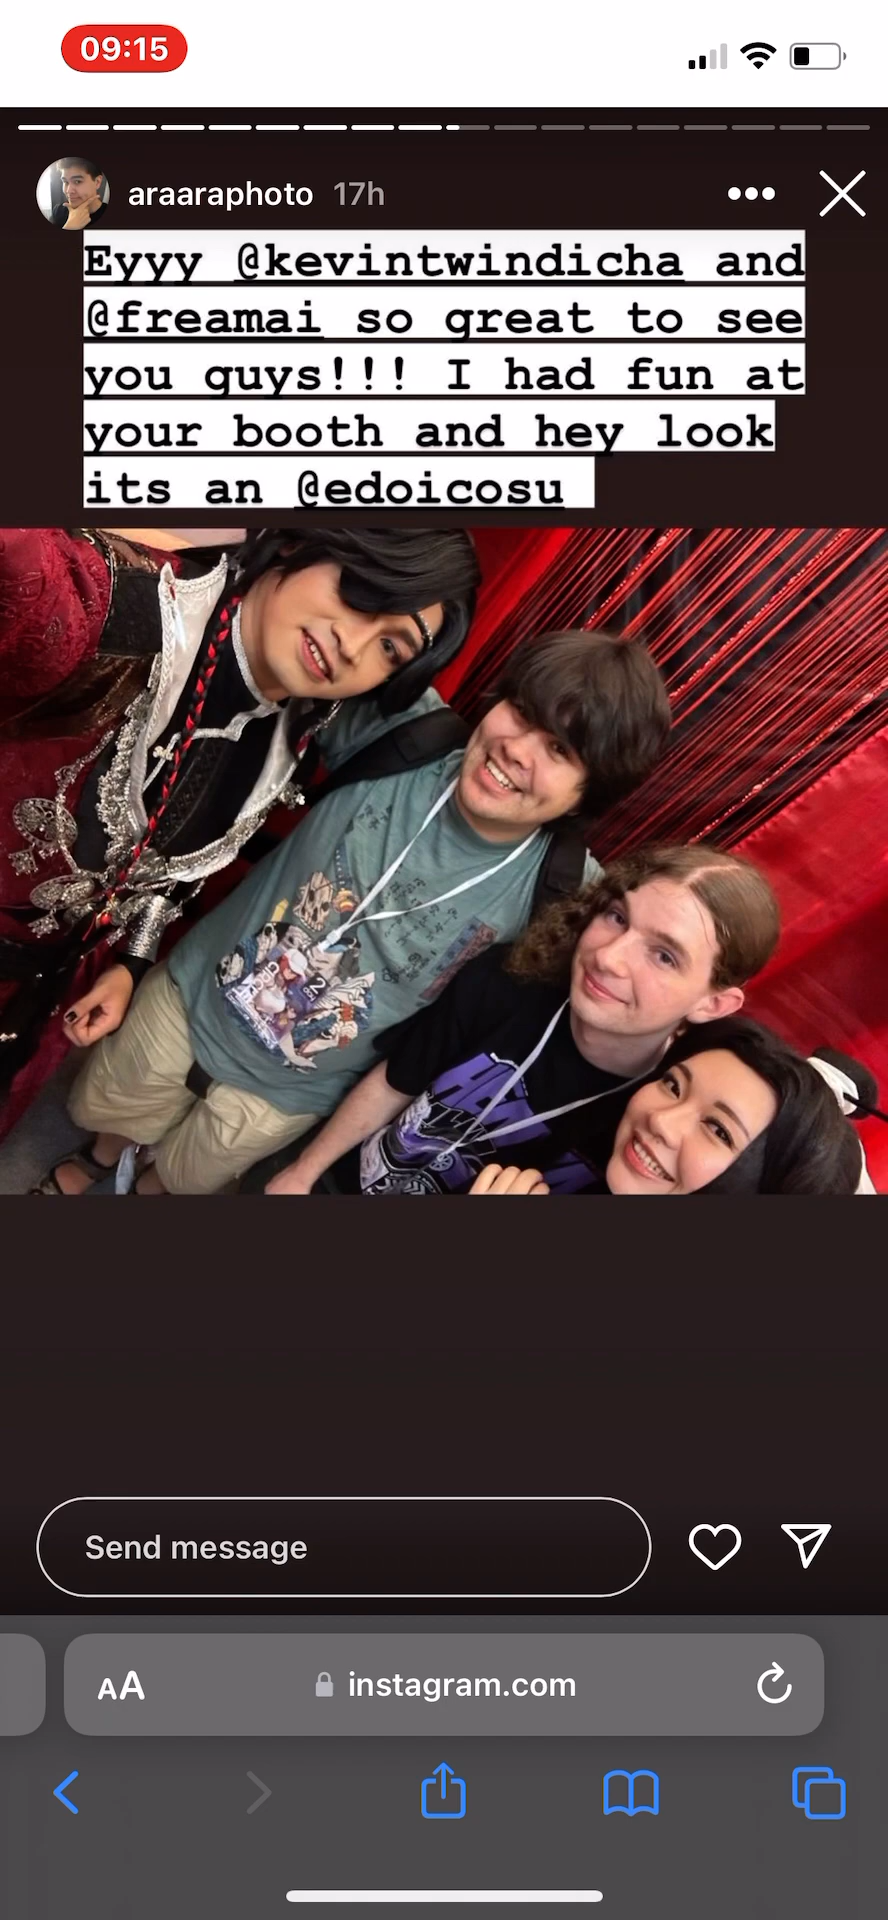 09:15
araaraphoto 17h
Eyyy @kevintwindicha and
@freamai so great to see
you guys!!! I had fun at
your booth and hey look
its an @edoicosu
Send message
AA instagram.com